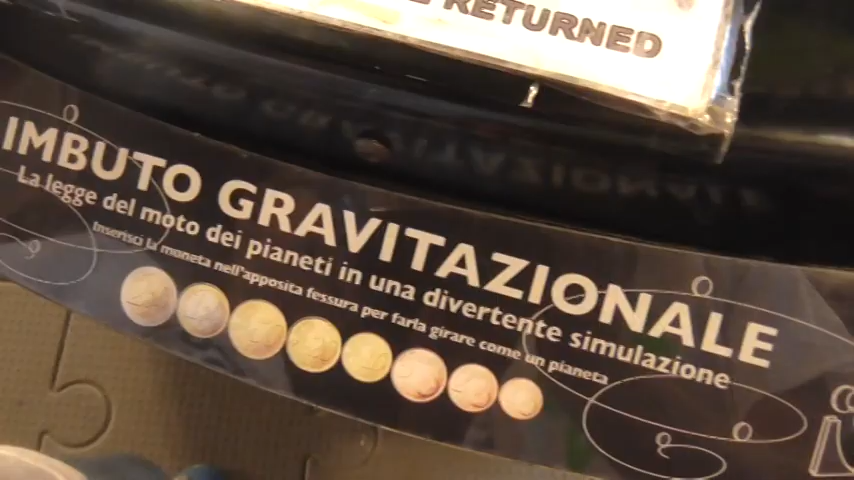 RETURNED
IMBUTO GRAVITAZIONALE
La legge del moto dei pianeti in una divertente simulazione
Inserisci la moneta nell'apposita fessura per farla girare come un pianeta